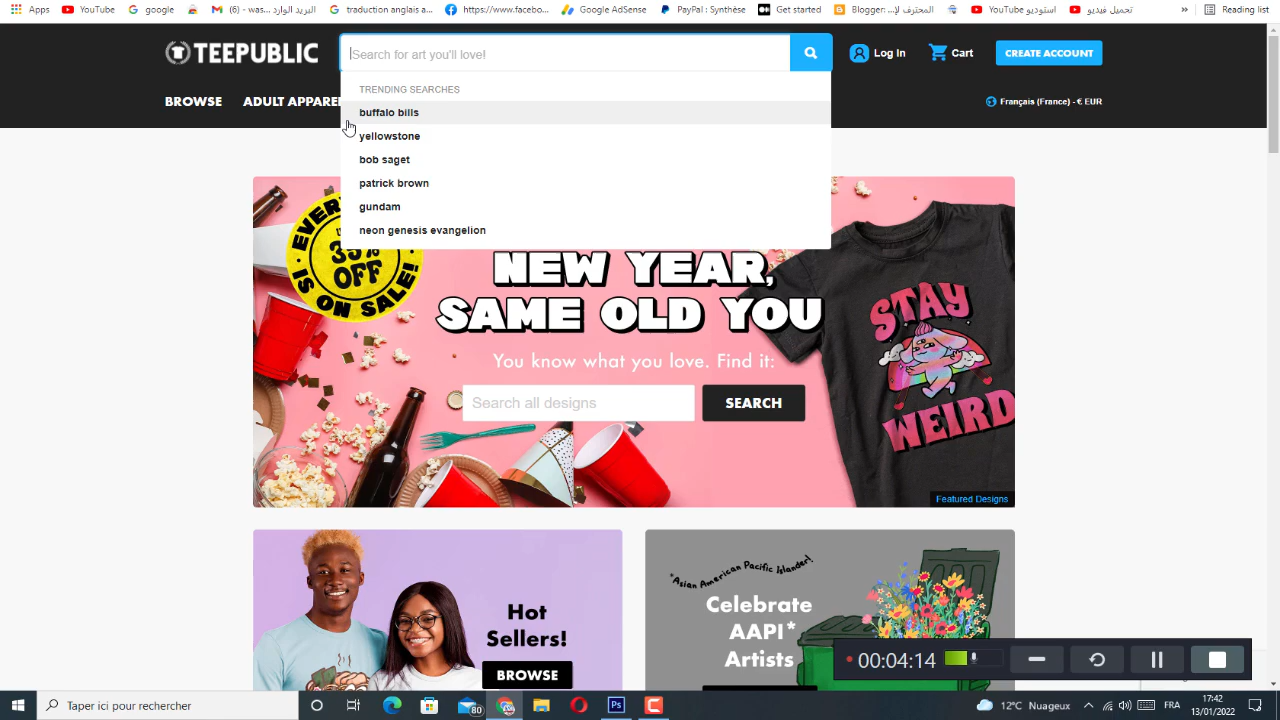 Apps YouTube google Gmail - was... البريد الوارد traduction anglais a... https://www.facebo... Google AdSense PayPal : Synthèse Get started Blogger: المحترف لإ... YouTube استوديو تحميل فيديو » Reading list
TEEPUBLIC
Search for art you'll love!
Log In
Cart
CREATE ACCOUNT
TRENDING SEARCHES
BROWSE
ADULT APPARE
Français (France) - € EUR
buffalo bills
yellowstone
bob saget
patrick brown
gundam
neon genesis evangelion
35%
OFF
IS ON SALE!
NEW YEAR,
SAME OLD YOU
You know what you love. Find it:
Search all designs
SEARCH
STAY
WEIRD
Featured Designs
Hot
Sellers!
BROWSE
*Asian American Pacific Islander!
Celebrate
AAPI*
Artists
00:04:14
Taper ici pour rechercher
80
Ps
12°C Nuageux
FRA
17:42
13/01/2022